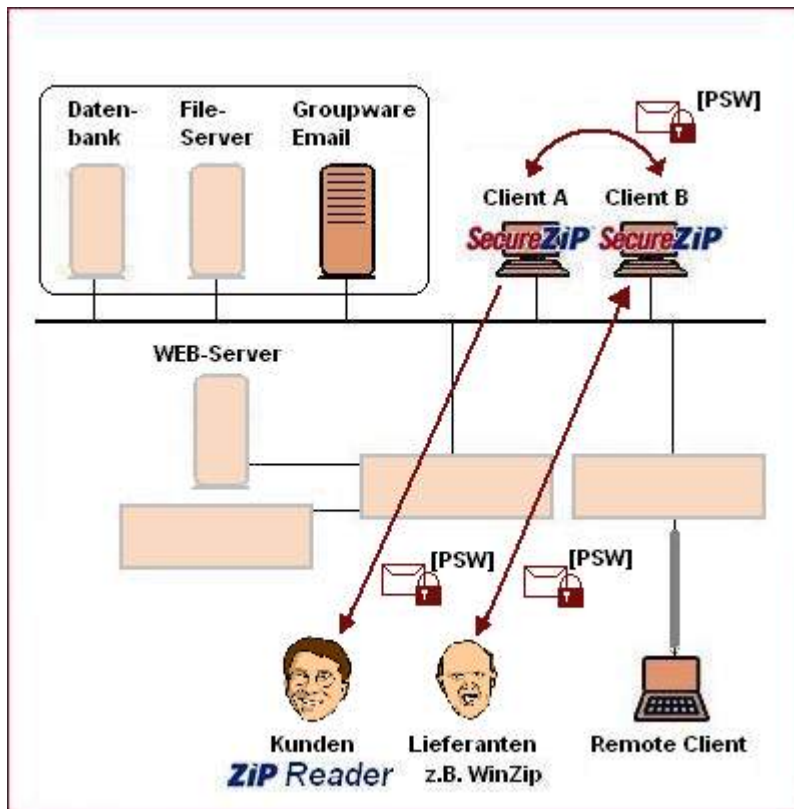 Daten-
bank
File-
Server
Groupware
Email
[PSW]
Client A
Client B
SecureZIP
SecureZIP
WEB-Server
[PSW]
[PSW]
Kunden
ZIP Reader
Lieferanten
z.B. WinZip
Remote Client